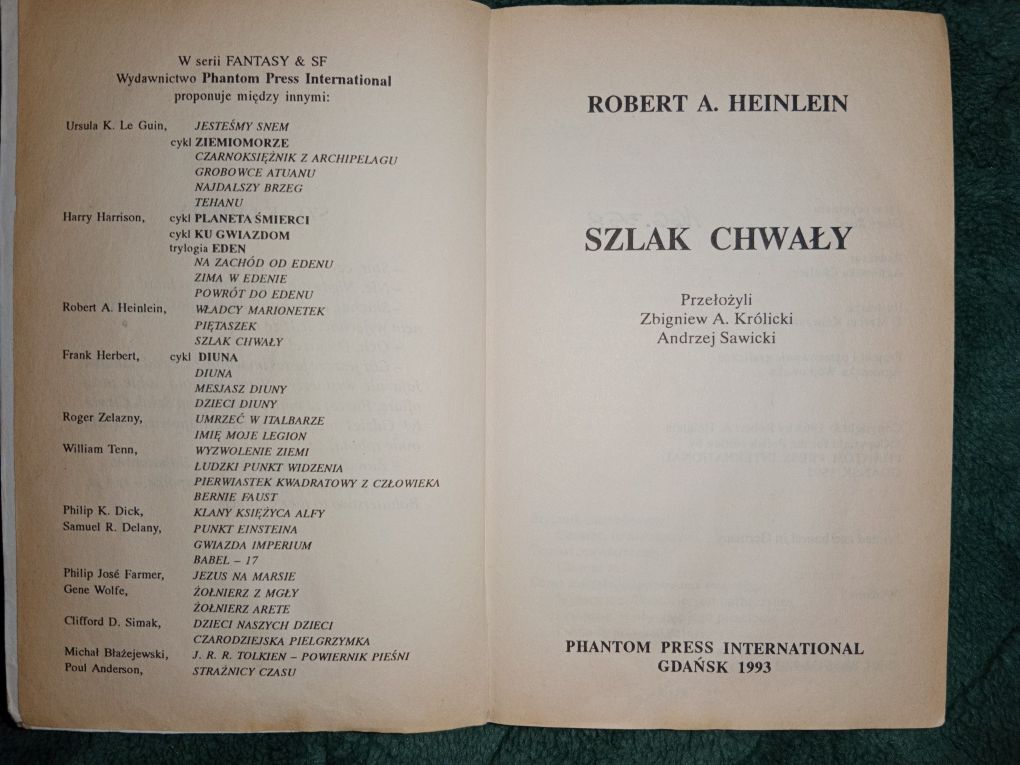 W serii FANTASY & SF
Wydawnictwo Phantom Press International
proponuje między innymi:
Ursula K. Le Guin, JESTEŚMY SNEM
cykl ZIEMIOMORZE
CZARNOKSIĘŻNIK Z ARCHIPELAGU
GROBOWCE ATUANU
NAJDALSZY BRZEG
TEHANU
Harry Harrison, cykl PLANETA ŚMIERCI
cykl KU GWIAZDOM
trylogia EDEN
NA ZACHÓD OD EDENU
ZIMA W EDENIE
POWRÓT DO EDENU
Robert A. Heinlein, WŁADCY MARIONETEK
PIĘTASZEK
SZLAK CHWAŁY
Frank Herbert, cykl DIUNA
DIUNA
MESJASZ DIUNY
DZIECI DIUNY
Roger Zelazny, UMRZEĆ W ITALBARZE
IMIĘ MOJE LEGION
William Tenn, WYZWOLENIE ZIEMI
LUDZKI PUNKT WIDZENIA
PIERWIASTEK KWADRATOWY Z CZŁOWIEKA
BERNIE FAUST
Philip K. Dick, KLANY KSIĘŻYCA ALFY
Samuel R. Delany, PUNKT EINSTEINA
GWIAZDA IMPERIUM
BABEL – 17
Philip José Farmer, JEZUS NA MARSIE
Gene Wolfe, ŻOŁNIERZ Z MGŁY
ŻOŁNIERZ ARETE
Clifford D. Simak, DZIECI NASZYCH DZIECI
CZARODZIEJSKA PIELGRZYMKA
Michał Błażejewski, J. R. R. TOLKIEN – POWIERNIK PIEŚNI
Poul Anderson, STRAŻNICY CZASU
ROBERT A. HEINLEIN
SZLAK CHWAŁY
Przełożyli
Zbigniew A. Królicki
Andrzej Sawicki
PHANTOM PRESS INTERNATIONAL
GDAŃSK 1993